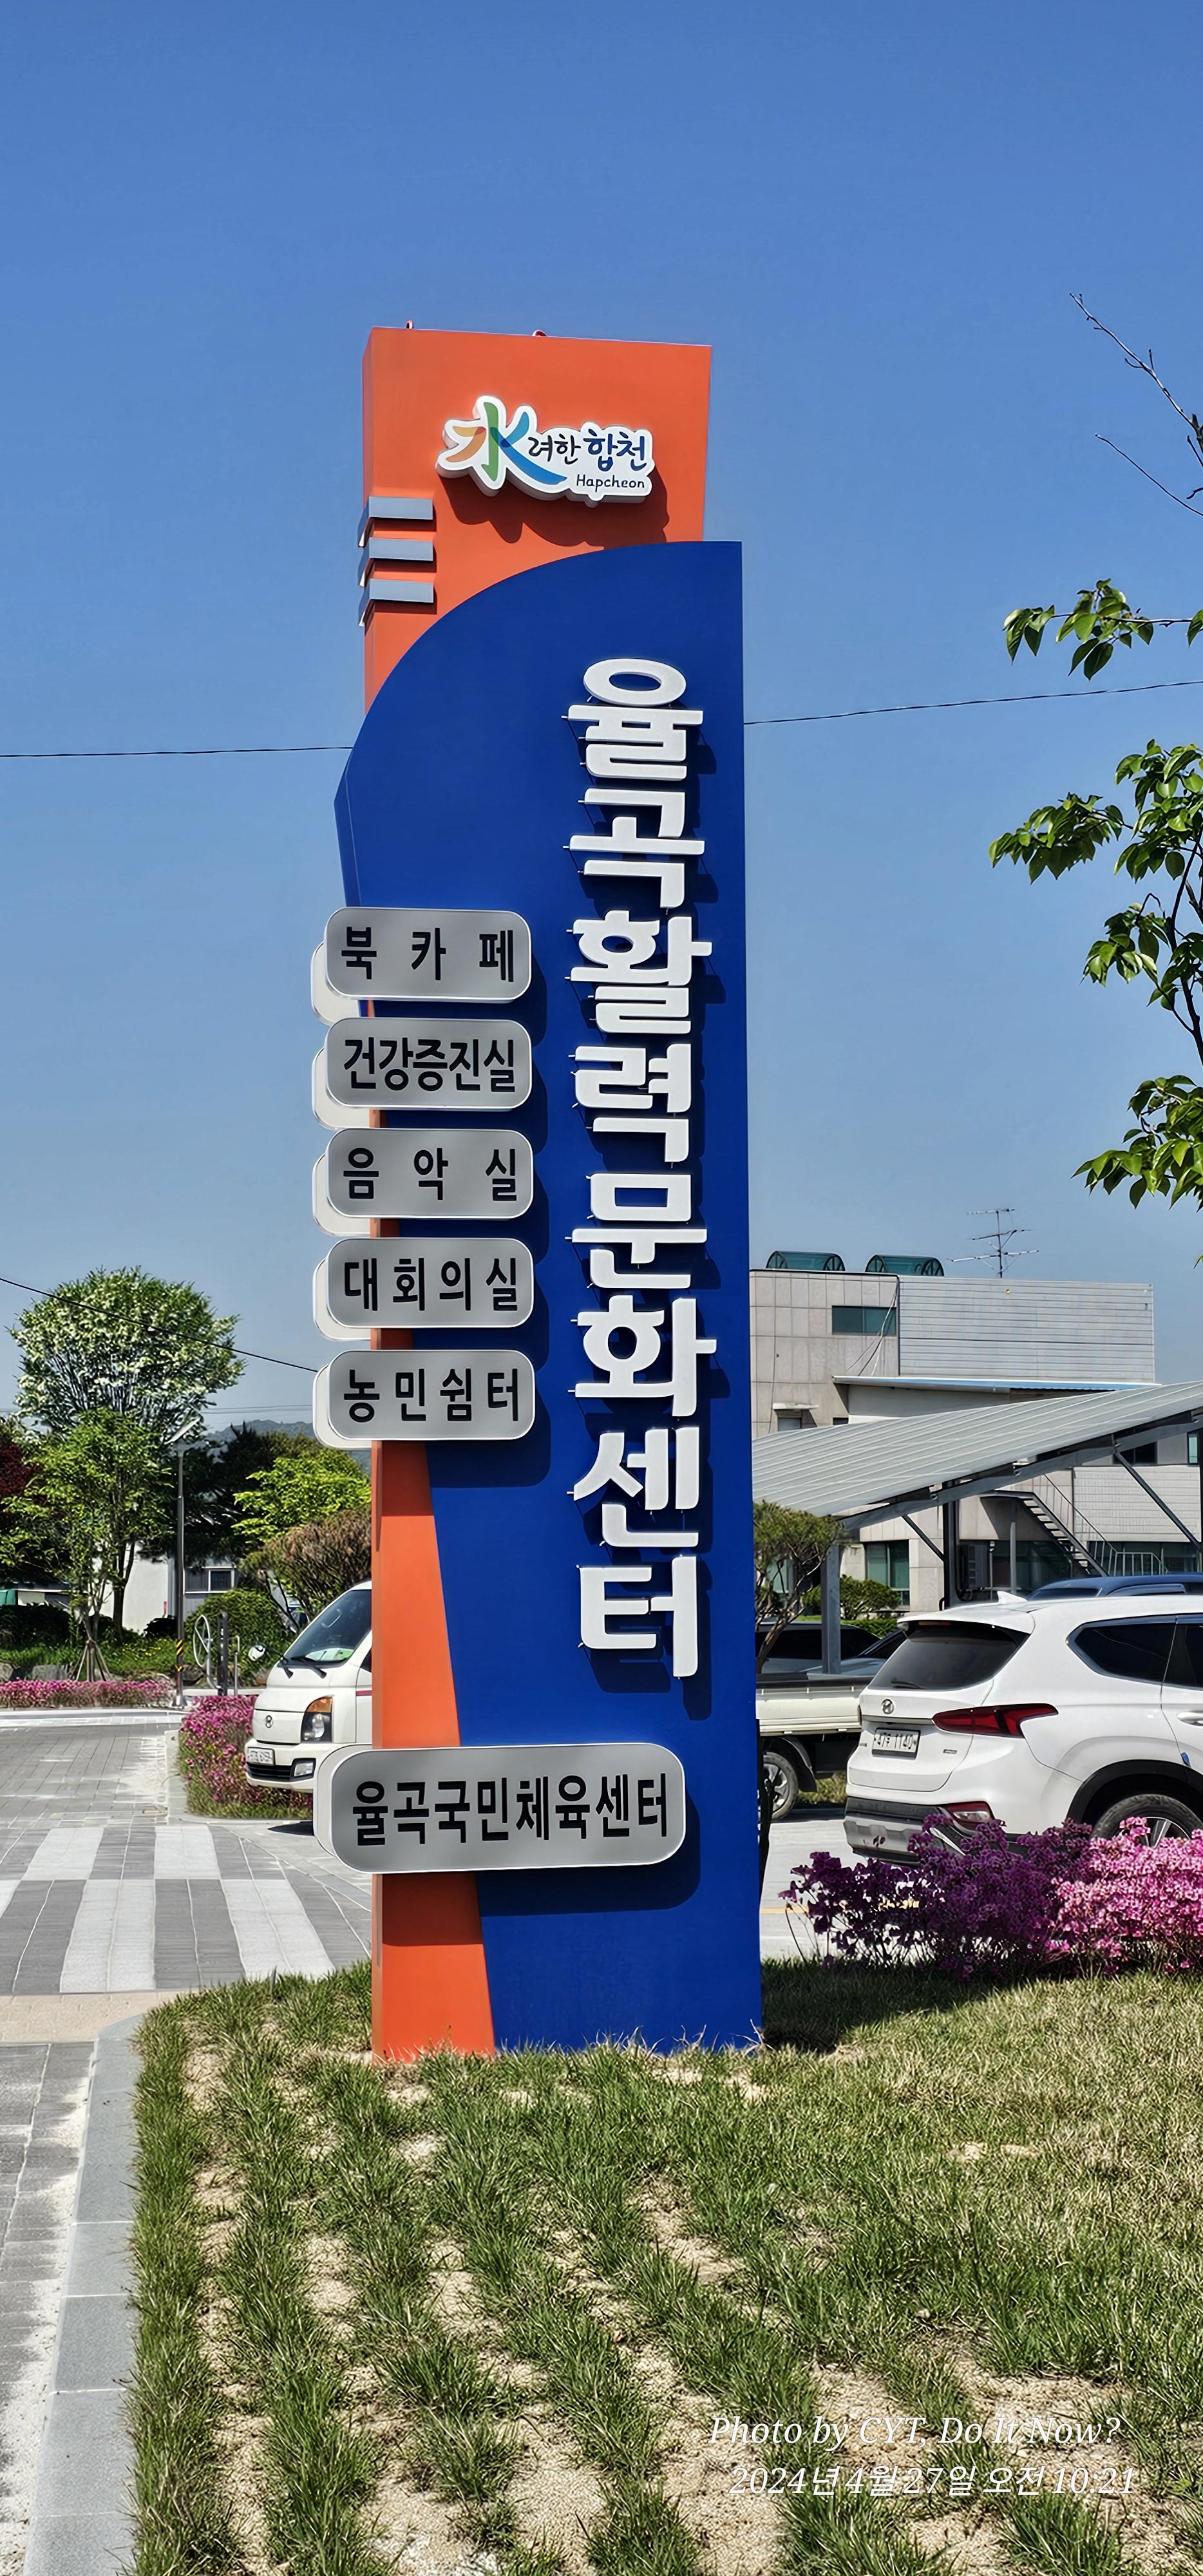 水려한 합천
Hapcheon
율곡활력문화센터
북카페
건강증진실
음악실
대회의실
농민쉼터
율곡국민체육센터
Photo by CYT, Do It Now?
2024년 4월 27일 오전 10:21